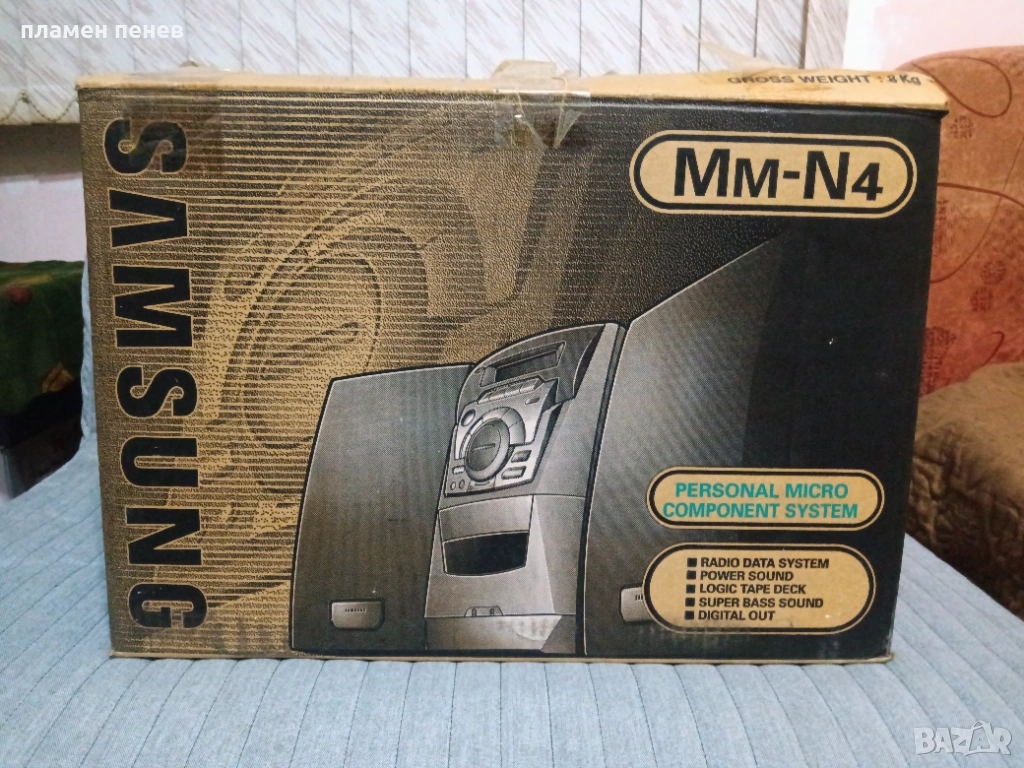 пламен пенев
GROSS WEIGHT : 8 Kg
SAMSUNG
MM-N4
PERSONAL MICRO
COMPONENT SYSTEM
■ RADIO DATA SYSTEM
■ POWER SOUND
■ LOGIC TAPE DECK
■ SUPER BASS SOUND
■ DIGITAL OUT
BAZAR